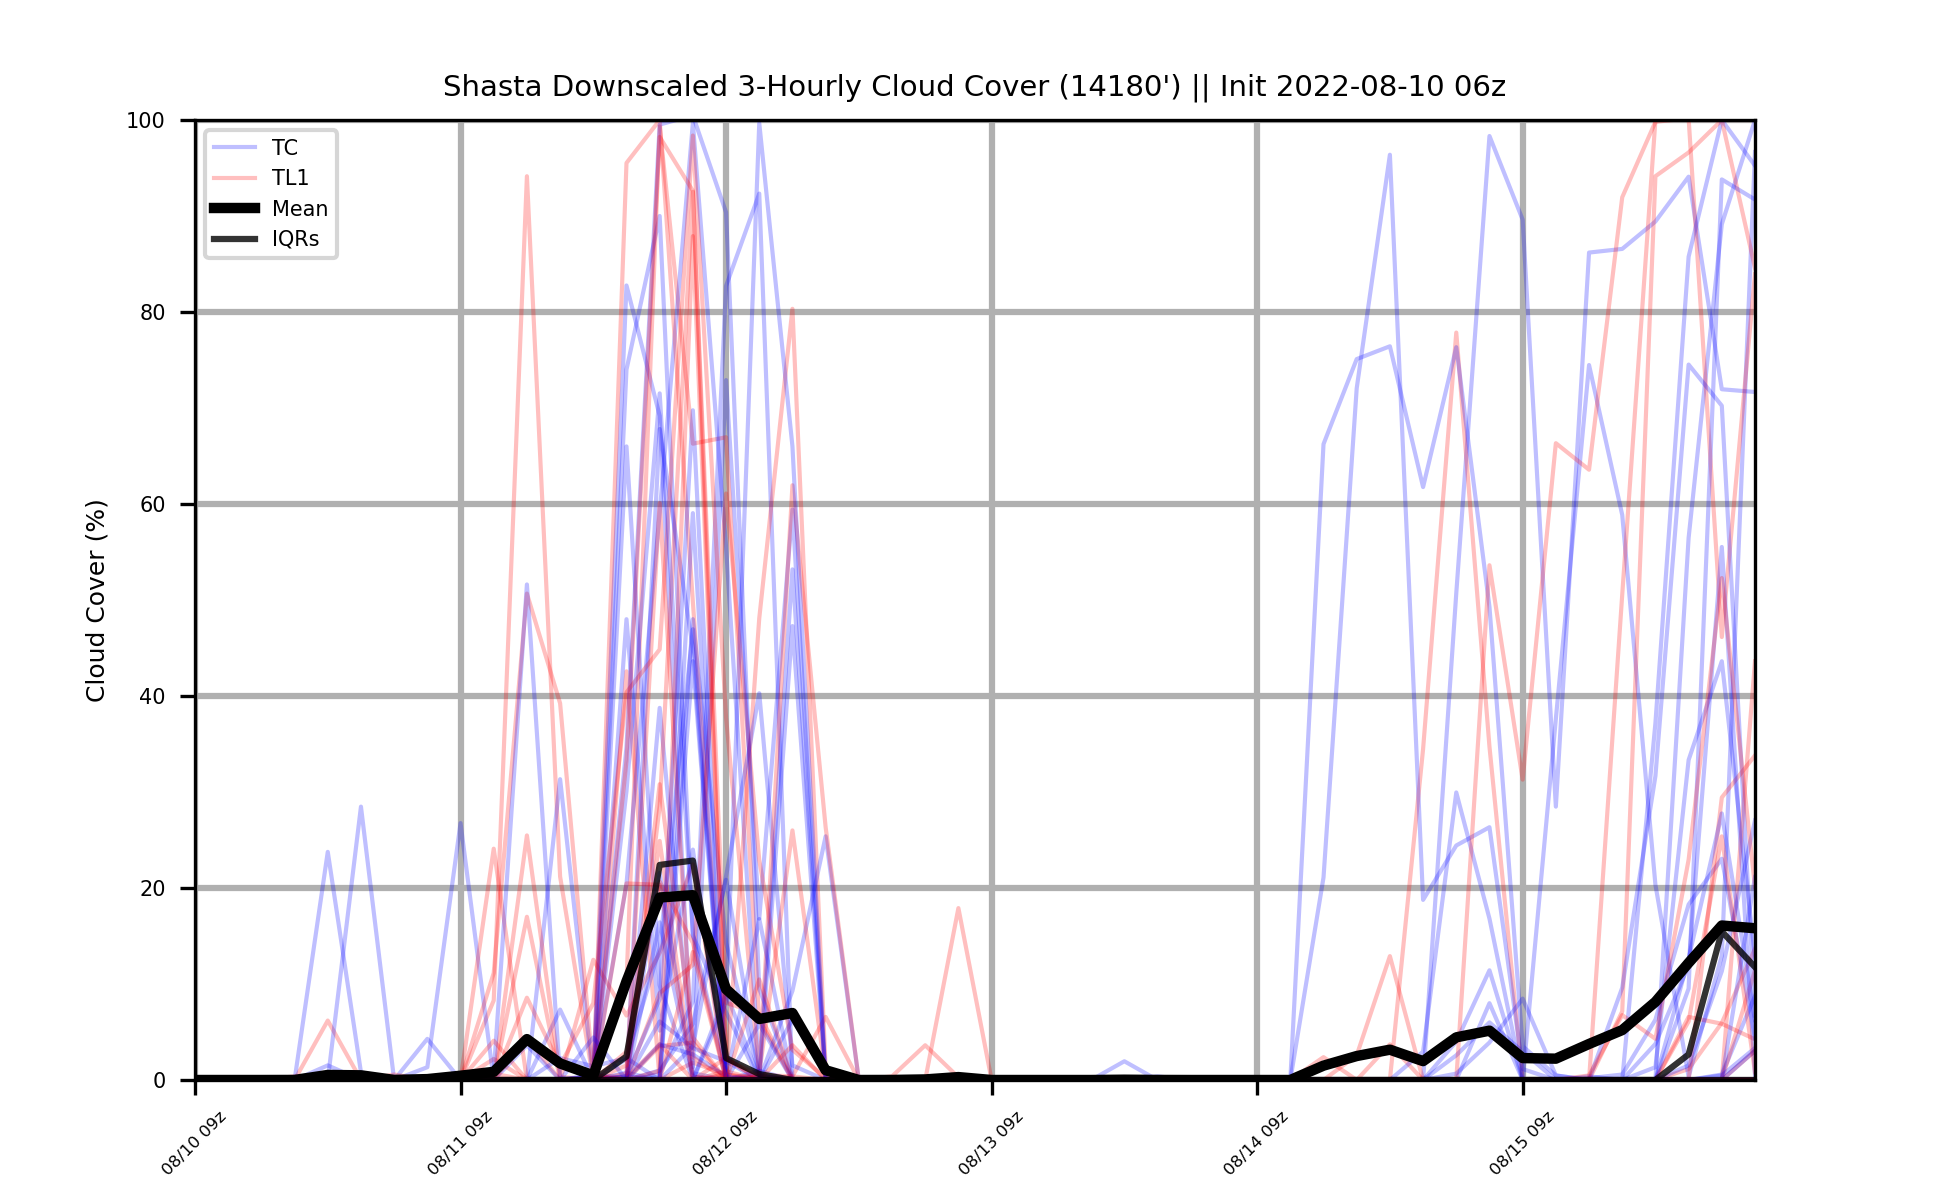 Shasta Downscaled 3-Hourly Cloud Cover (14180') || Init 2022-08-10 06z
100
80
60
40
20
0
Cloud Cover (%)
TC
TL1
Mean
IQRs
08/10 09z
08/11 09z
08/12 09z
08/13 09z
08/14 09z
08/15 09z